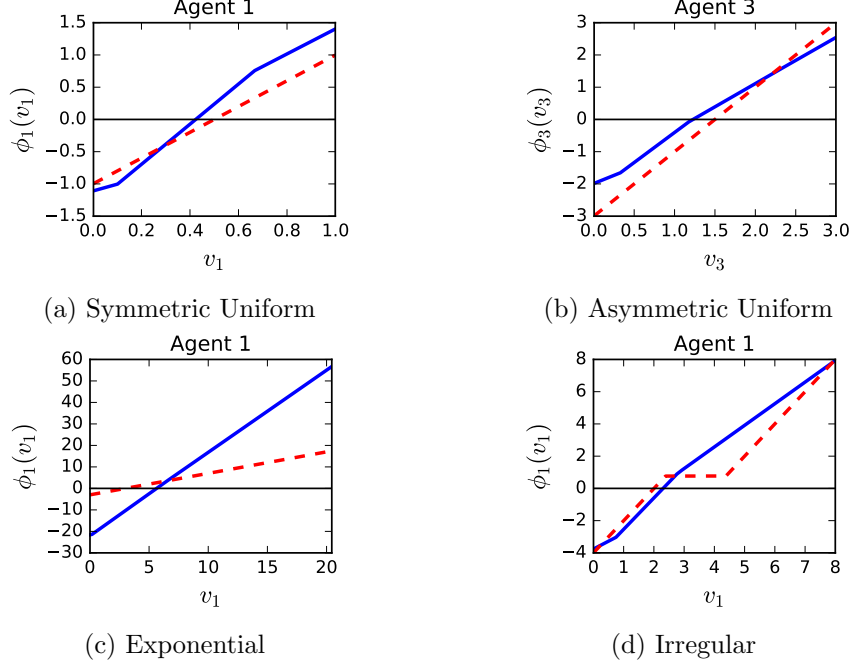 Agent 1
1.5
1.0
0.5
0.0
−0.5
−1.0
−1.5
0.0 0.2 0.4 0.6 0.8 1.0
ϕ₁(v₁)
v₁
(a) Symmetric Uniform
Agent 3
3
2
1
0
−1
−2
−3
0.0 0.5 1.0 1.5 2.0 2.5 3.0
ϕ₃(v₃)
v₃
(b) Asymmetric Uniform
Agent 1
60
50
40
30
20
10
0
−10
−20
−30
0 5 10 15 20
ϕ₁(v₁)
v₁
(c) Exponential
Agent 1
8
6
4
2
0
−2
−4
0 1 2 3 4 5 6 7 8
ϕ₁(v₁)
v₁
(d) Irregular